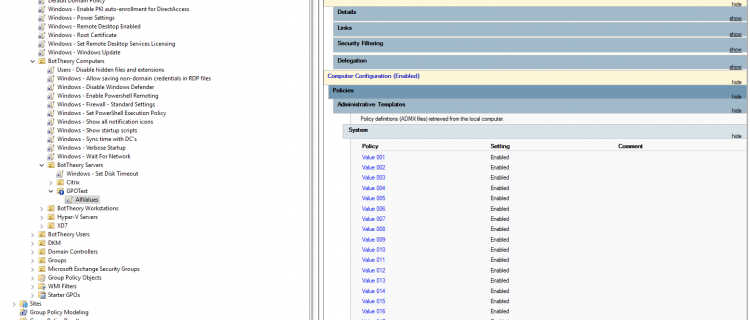 Default Domain Policy
Windows - Enable PKI auto-enrollment for DirectAccess
Windows - Power Settings
Windows - Remote Desktop Enabled
Windows - Root Certificate
Windows - Set Remote Desktop Services Licensing
Windows - Windows Update
BotTheory Computers
Users - Disable hidden files and extensions
Windows - Allow saving non-domain credentials in RDP files
Windows - Disable Windows Defender
Windows - Enable Powershell Remoting
Windows - Firewall - Standard Settings
Windows - Set PowerShell Execution Policy
Windows - Show all notification icons
Windows - Show startup scripts
Windows - Sync time with DC's
Windows - Verbose Startup
Windows - Wait For Network
BotTheory Servers
Windows - Set Disk Timeout
Citrix
GPOTest
AllValues
BotTheory Workstations
Hyper-V Servers
XD7
BotTheory Users
DKM
Domain Controllers
Groups
Microsoft Exchange Security Groups
Group Policy Objects
WMI Filters
Starter GPOs
Sites
Group Policy Modeling
hide
Details
show
Links
show
Security Filtering
show
Delegation
show
Computer Configuration (Enabled)
hide
Policies
hide
Administrative Templates
hide
Policy definitions (ADMX files) retrieved from the local computer.
System
hide
Policy Setting Comment
Value 001 Enabled
Value 002 Enabled
Value 003 Enabled
Value 004 Enabled
Value 005 Enabled
Value 006 Enabled
Value 007 Enabled
Value 008 Enabled
Value 009 Enabled
Value 010 Enabled
Value 011 Enabled
Value 012 Enabled
Value 013 Enabled
Value 014 Enabled
Value 015 Enabled
Value 016 Enabled